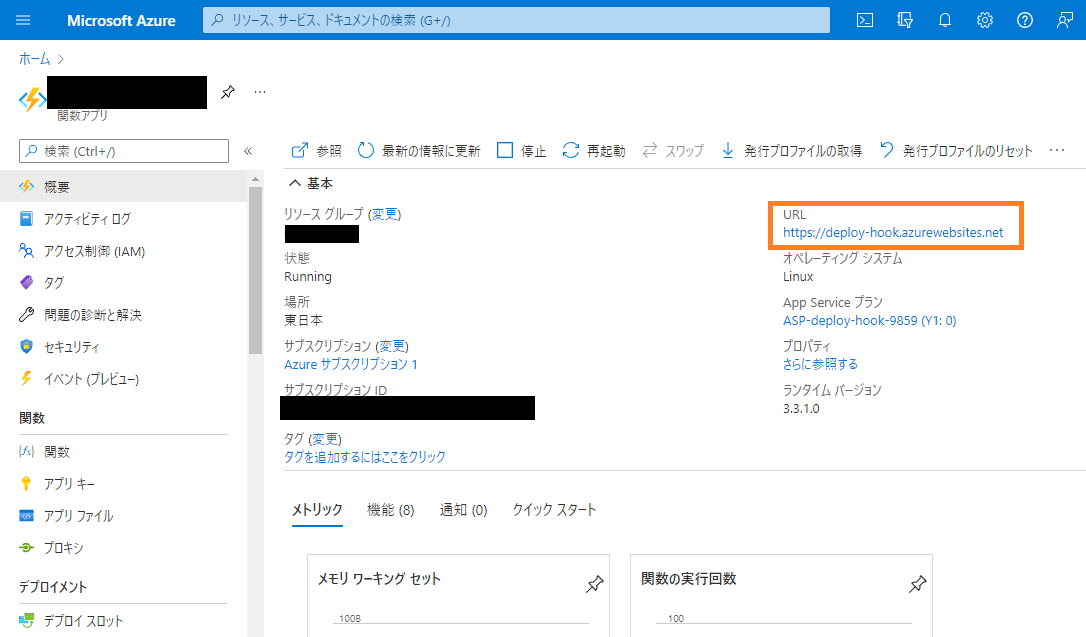 Microsoft Azure
リソース、サービス、ドキュメントの検索 (G+/)
ホーム
関数アプリ
検索 (Ctrl+/)
概要
アクティビティ ログ
アクセス制御 (IAM)
タグ
問題の診断と解決
セキュリティ
イベント (プレビュー)
関数
関数
アプリ キー
アプリ ファイル
プロキシ
デプロイメント
デプロイ スロット
参照 最新の情報に更新 停止 再起動 スワップ 発行プロファイルの取得 発行プロファイルのリセット
基本
リソース グループ (変更)
状態
Running
場所
東日本
サブスクリプション (変更)
Azure サブスクリプション 1
サブスクリプション ID
タグ (変更)
タグを追加するにはここをクリック
URL
https://deploy-hook.azurewebsites.net
オペレーティング システム
Linux
App Service プラン
ASP-deploy-hook-9859 (Y1: 0)
プロパティ
さらに参照する
ランタイム バージョン
3.3.1.0
メトリック 機能 (8) 通知 (0) クイック スタート
メモリ ワーキング セット
100B
関数の実行回数
100